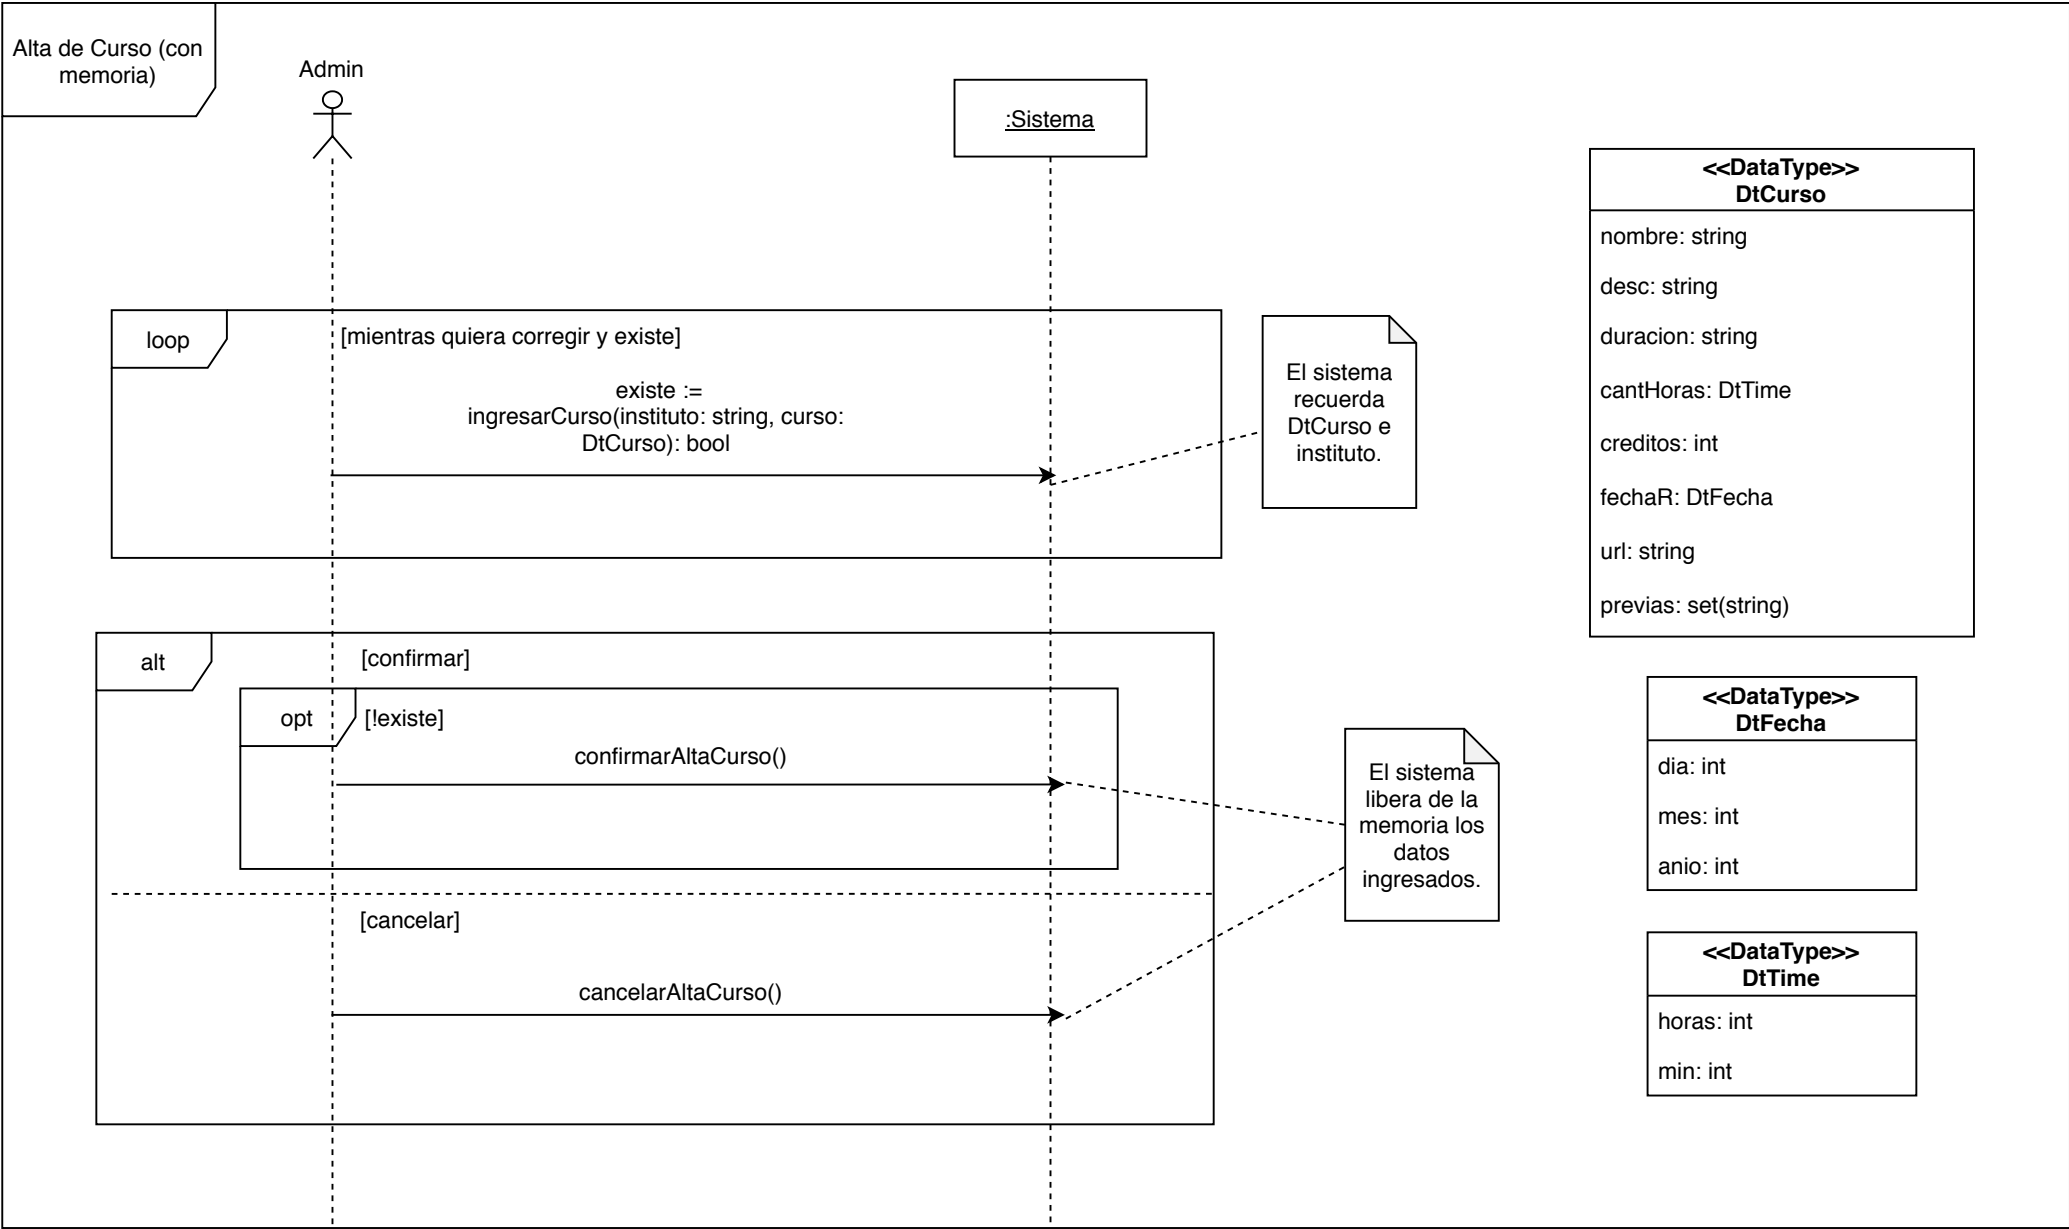 Alta de Curso (con
memoria)
Admin
:Sistema
loop
[mientras quiera corregir y existe]
existe :=
ingresarCurso(instituto: string, curso:
DtCurso): bool
El sistema
recuerda
DtCurso e
instituto.
alt
[confirmar]
opt
[!existe]
confirmarAltaCurso()
El sistema
libera de la
memoria los
datos
ingresados.
[cancelar]
cancelarAltaCurso()
<<DataType>>
DtCurso
nombre: string
desc: string
duracion: string
cantHoras: DtTime
creditos: int
fechaR: DtFecha
url: string
previas: set(string)
<<DataType>>
DtFecha
dia: int
mes: int
anio: int
<<DataType>>
DtTime
horas: int
min: int